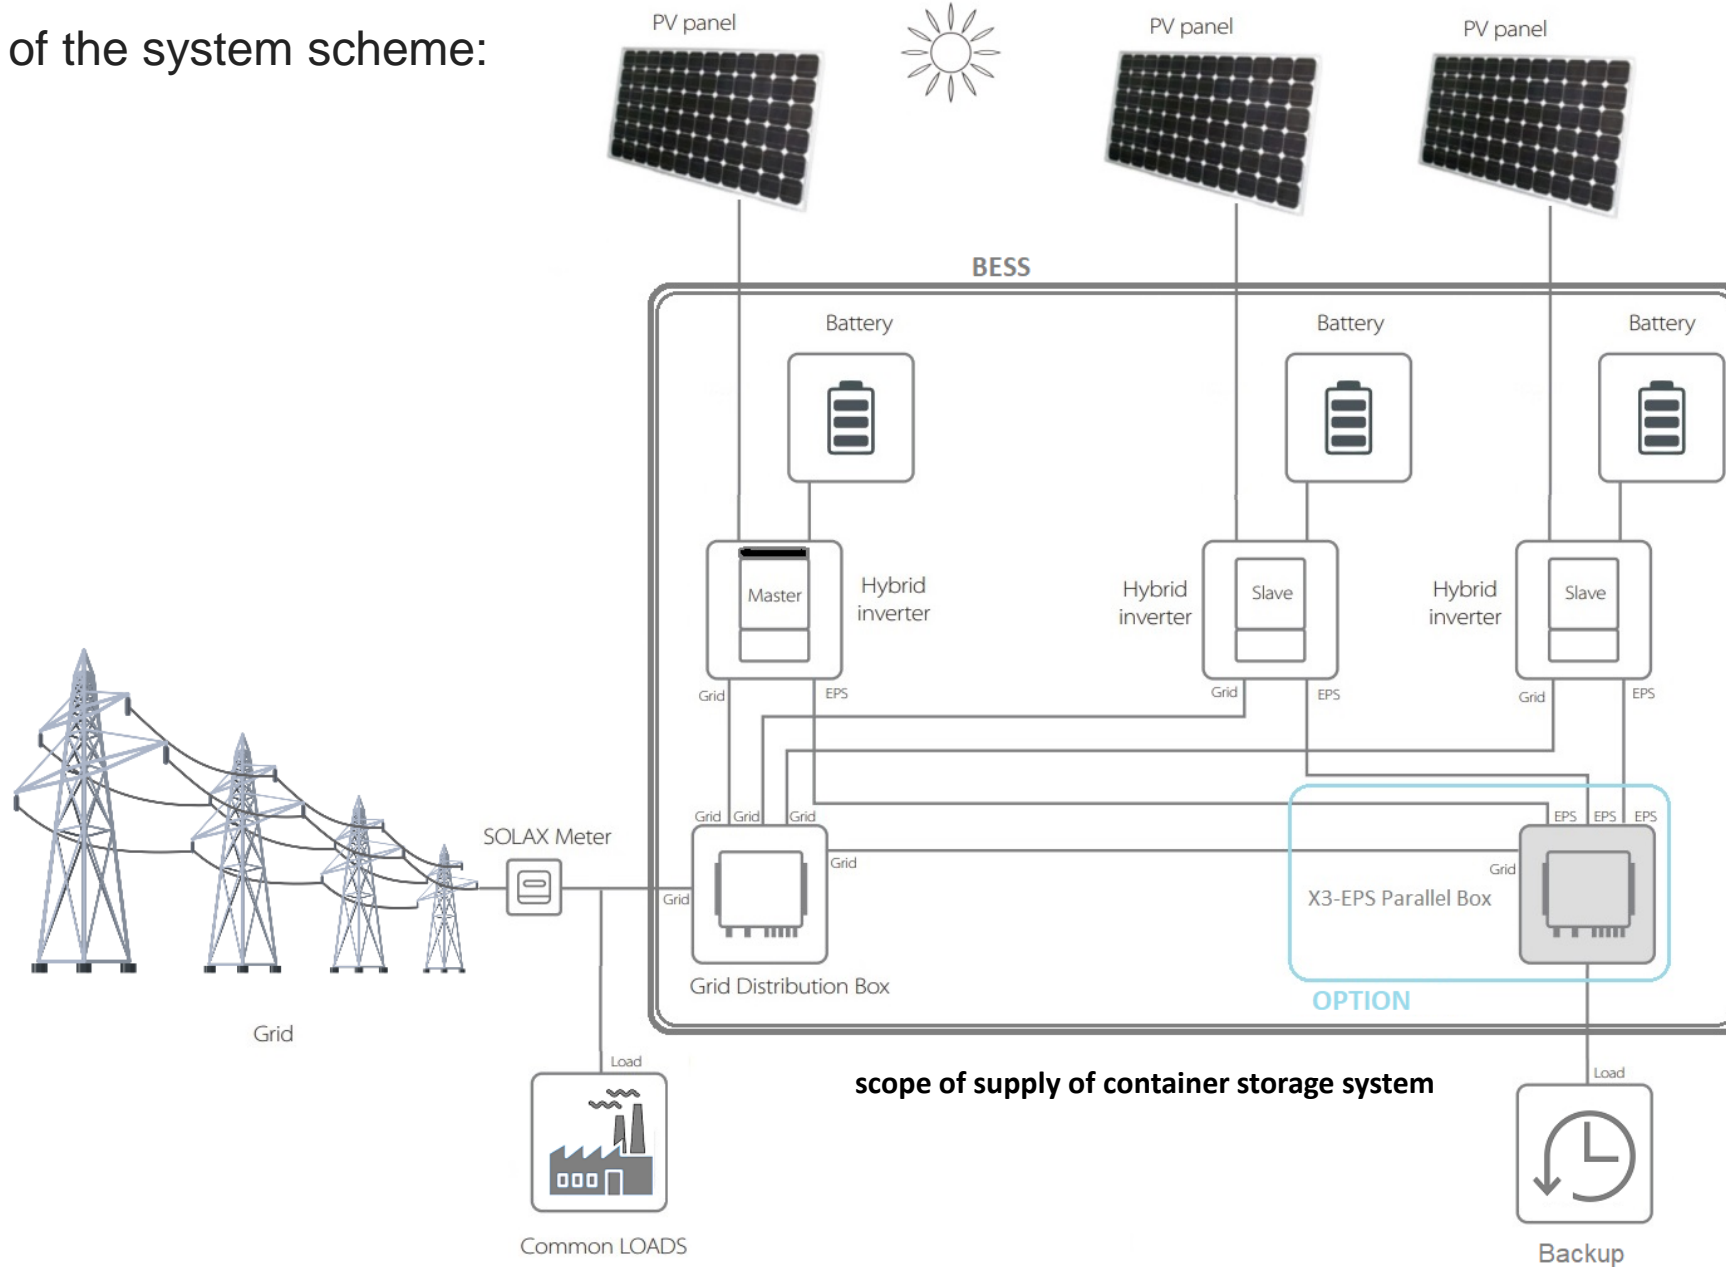 of the system scheme:
PV panel
PV panel
PV panel
BESS
Battery
Battery
Battery
Master
Hybrid
inverter
Hybrid
inverter
Slave
Hybrid
inverter
Slave
Grid
EPS
Grid
EPS
Grid
EPS
Grid
Grid
Grid
EPS
EPS
EPS
SOLAX Meter
Grid
Grid
Grid
X3-EPS Parallel Box
Grid Distribution Box
OPTION
Grid
Load
scope of supply of container storage system
Load
Common LOADS
Backup